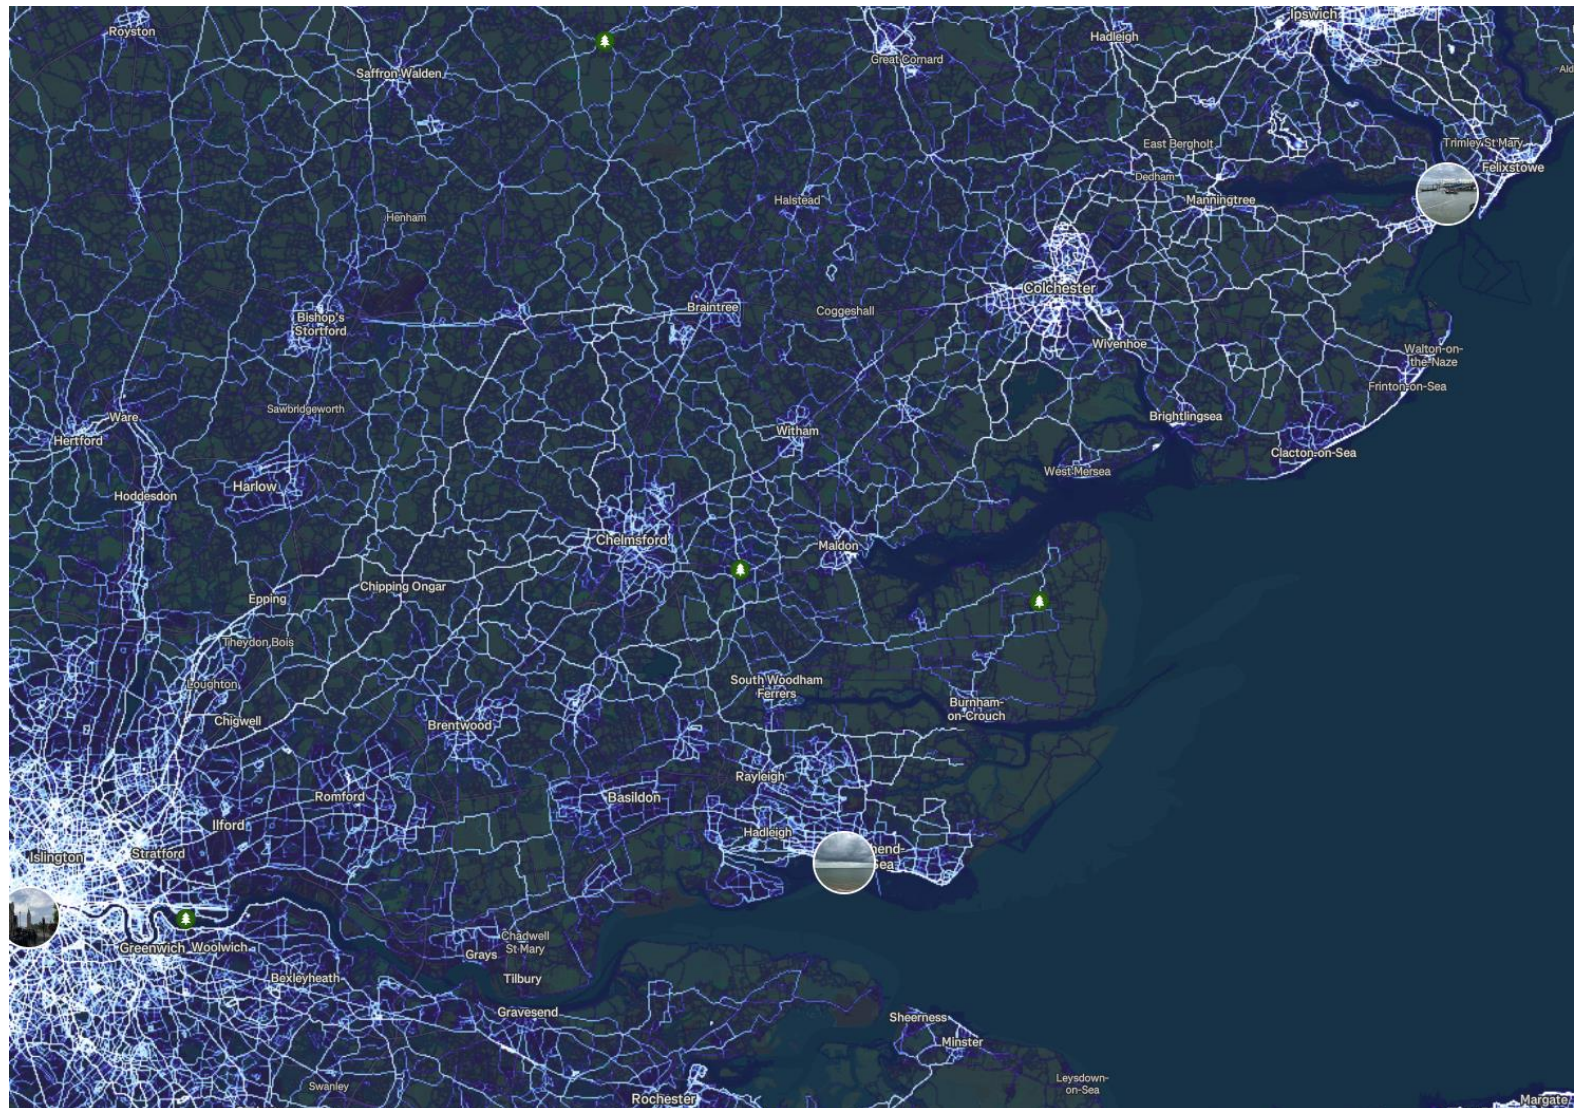 Ipswich
Royston
Hadleigh
Great Cornard
Saffron Walden
East Bergholt
Trimley St Mary
Felixstowe
Dedham
Manningtree
Halstead
Henham
Colchester
Braintree
Coggeshall
Bishop's
Stortford
Wivenhoe
Walton-on-
the-Naze
Frinton-on-Sea
Sawbridgeworth
Ware
Brightlingsea
Witham
Hertford
Clacton-on-Sea
West Mersea
Harlow
Hoddesdon
Chelmsford
Maldon
Chipping Ongar
Epping
Theydon Bois
South Woodham
Ferrers
Loughton
Burnham-
on-Crouch
Chigwell
Brentwood
Rayleigh
Romford
Basildon
Ilford
Hadleigh
hend-
Sea
Islington
Stratford
Greenwich
Woolwich
Chadwell
St Mary
Grays
Tilbury
Bexleyheath
Gravesend
Sheerness
Minster
Swanley
Leysdown-
on-Sea
Rochester
Margate